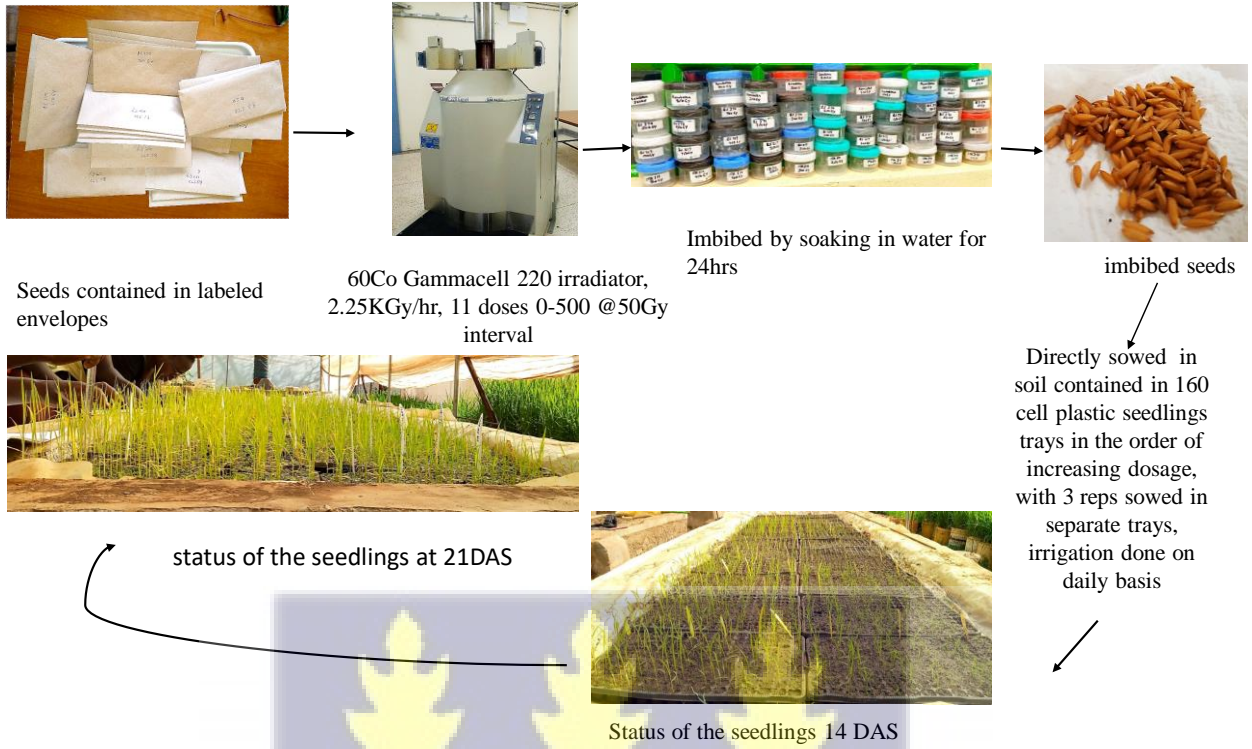 Seeds contained in labeled
envelopes
60Co Gammacell 220 irradiator,
2.25KGy/hr, 11 doses 0-500 @50Gy
interval
Imbibed by soaking in water for
24hrs
imbibed seeds
Directly sowed in
soil contained in 160
cell plastic seedlings
trays in the order of
increasing dosage,
with 3 reps sowed in
separate trays,
irrigation done on
daily basis
Status of the seedlings 14 DAS
status of the seedlings at 21DAS